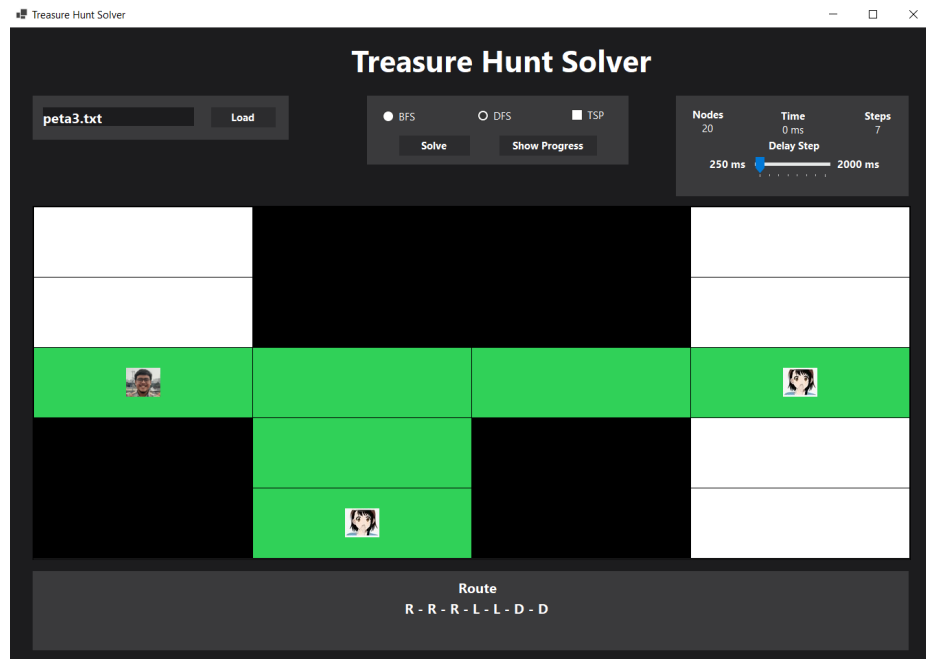 Treasure Hunt Solver
Treasure Hunt Solver
peta3.txt
Load
BFS
DFS
TSP
Solve
Show Progress
Nodes
Time
Steps
20
0 ms
7
Delay Step
250 ms
2000 ms
Route
R - R - R - L - L - D - D